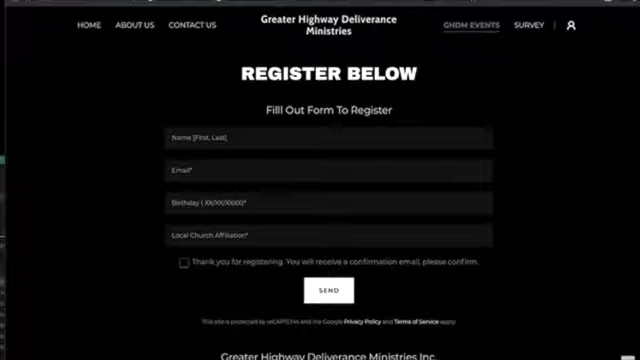 HOME ABOUT US CONTACT US Greater Highway Deliverance Ministries GHDM EVENTS SURVEY
REGISTER BELOW
Filll Out Form To Register
Name [First, Last]
Email*
Birthday ( XX/XX/XXXX)*
Local Church Affiliation*
Thank you for registering. You will receive a confirmation email, please confirm.
SEND
This site is protected by reCAPTCHA and the Google Privacy Policy and Terms of Service apply.
Greater Highway Deliverance Ministries Inc.